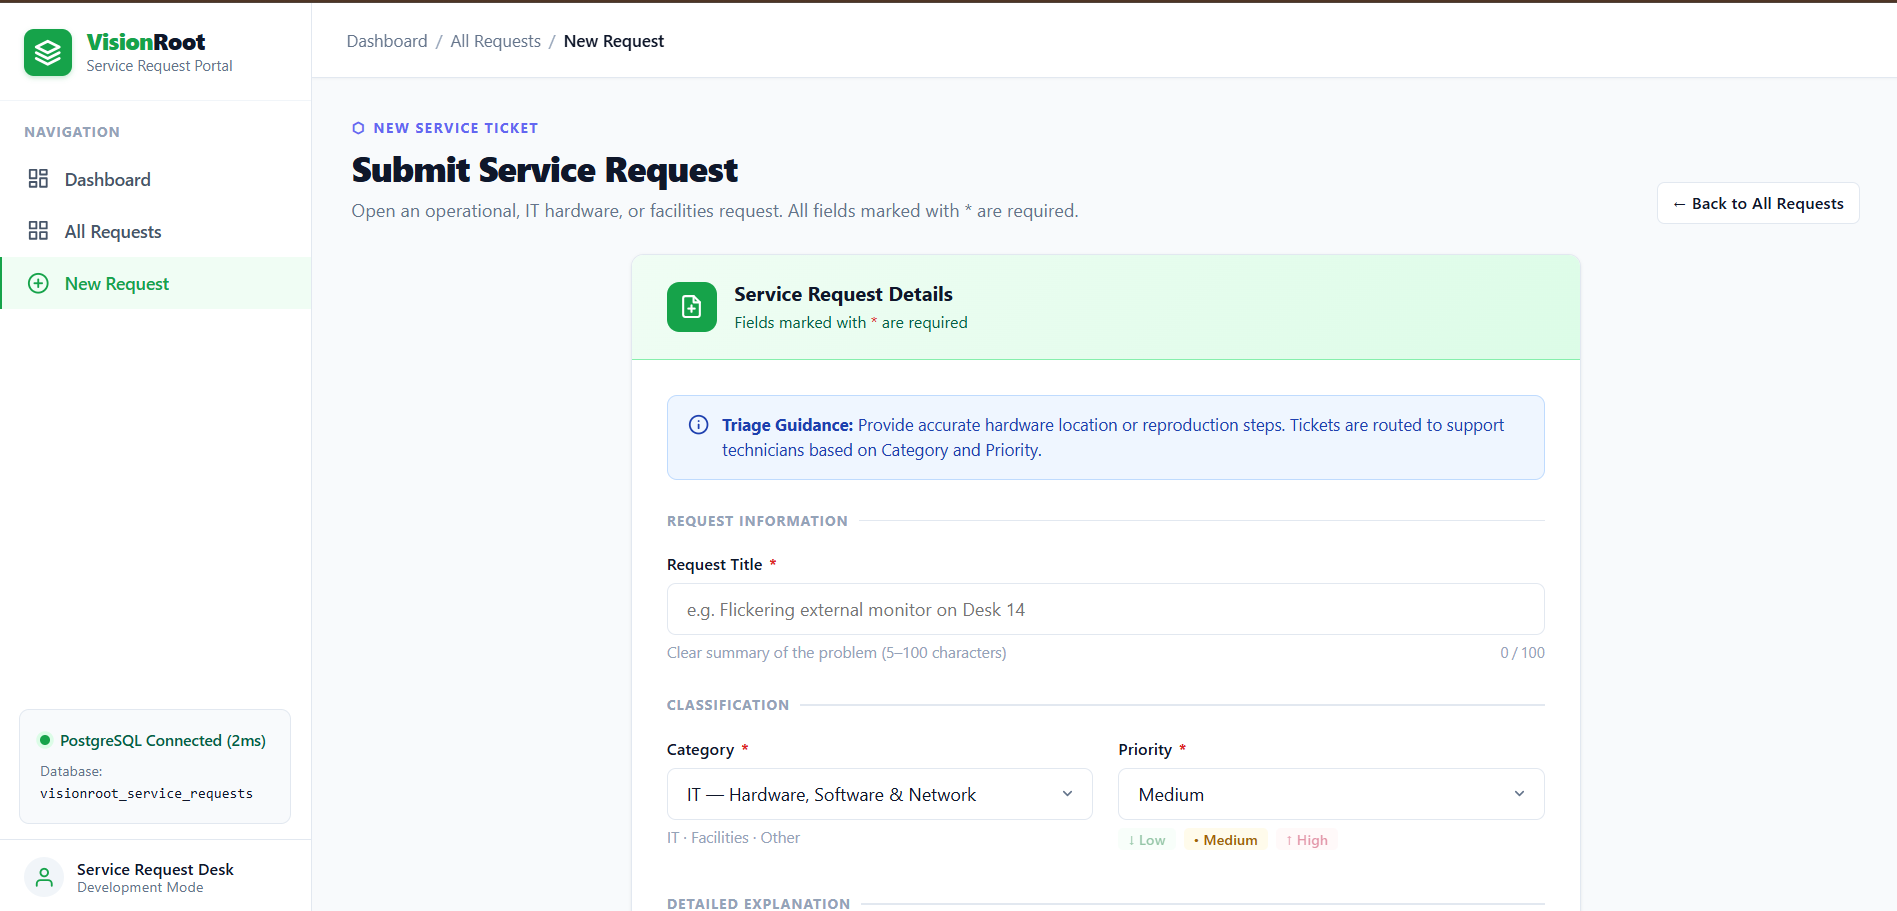 VisionRoot
Service Request Portal
NAVIGATION
Dashboard
All Requests
New Request
PostgreSQL Connected (2ms)
Database:
visionroot_service_requests
Service Request Desk
Development Mode
Dashboard / All Requests / New Request
NEW SERVICE TICKET
Submit Service Request
Open an operational, IT hardware, or facilities request. All fields marked with * are required.
← Back to All Requests
Service Request Details
Fields marked with * are required
Triage Guidance: Provide accurate hardware location or reproduction steps. Tickets are routed to support
technicians based on Category and Priority.
REQUEST INFORMATION
Request Title *
e.g. Flickering external monitor on Desk 14
Clear summary of the problem (5–100 characters)
0 / 100
CLASSIFICATION
Category *
IT — Hardware, Software & Network
IT · Facilities · Other
Priority *
Medium
↓ Low • Medium ↑ High
DETAILED EXPLANATION